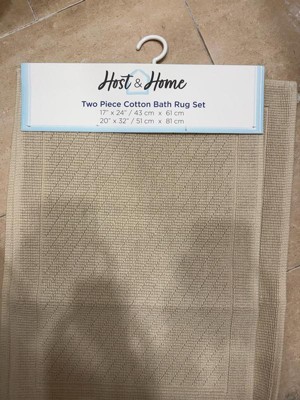 Host & Home
Two Piece Cotton Bath Rug Set
17" x 24" / 43 cm x 61 cm
20" x 32" / 51 cm x 81 cm